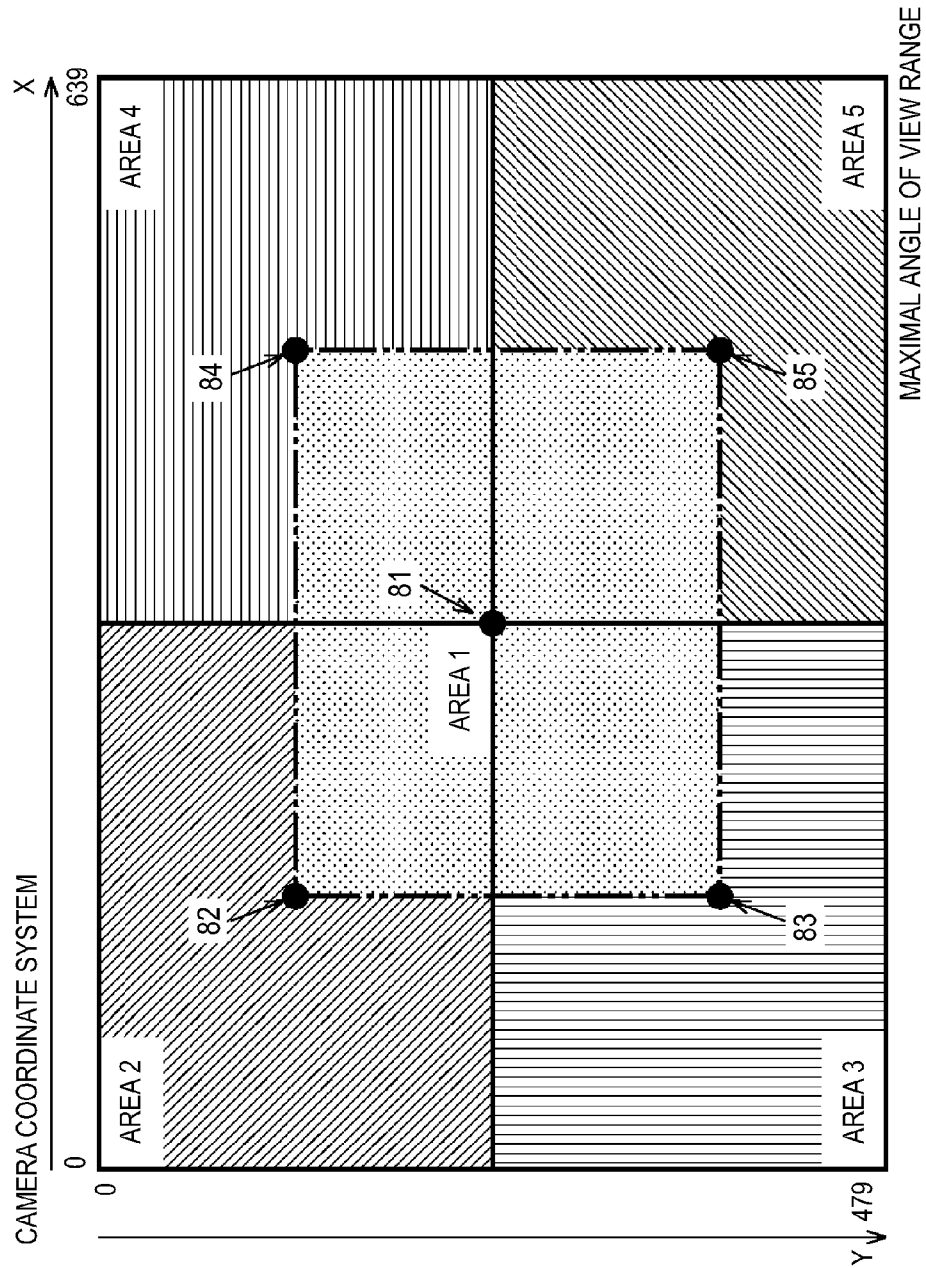 CAMERA COORDINATE SYSTEM
0
639
X
0
Y
479
AREA 2
AREA 4
82
84
81
AREA 1
83
85
AREA 3
AREA 5
MAXIMAL ANGLE OF VIEW RANGE